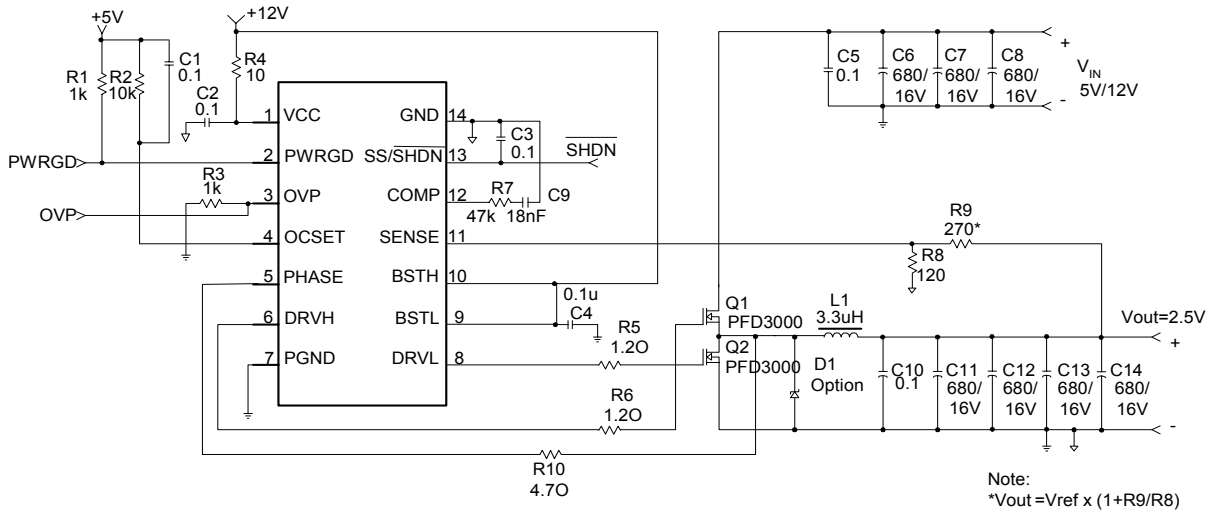 +5V
+12V
R1
1k
R2
10k
C1
0.1
R4
10
C2
0.1
PWRGD
OVP
R3
1k
1 VCC
2 PWRGD
3 OVP
4 OCSET
5 PHASE
6 DRVH
7 PGND
GND 14
SS/SHDN 13
COMP 12
SENSE 11
BSTH 10
BSTL 9
DRVL 8
C3
0.1
SHDN
R7
47k
C9
18nF
0.1u
C4
R5
1.2O
R6
1.2O
R10
4.7O
Q1
PFD3000
Q2
PFD3000
D1
Option
L1
3.3uH
C5
0.1
C6
680/
16V
C7
680/
16V
C8
680/
16V
+
VIN
5V/12V
-
R9
270*
R8
120
Vout=2.5V
+
C10
0.1
C11
680/
16V
C12
680/
16V
C13
680/
16V
C14
680/
16V
-
Note:
*Vout =Vref x (1+R9/R8)